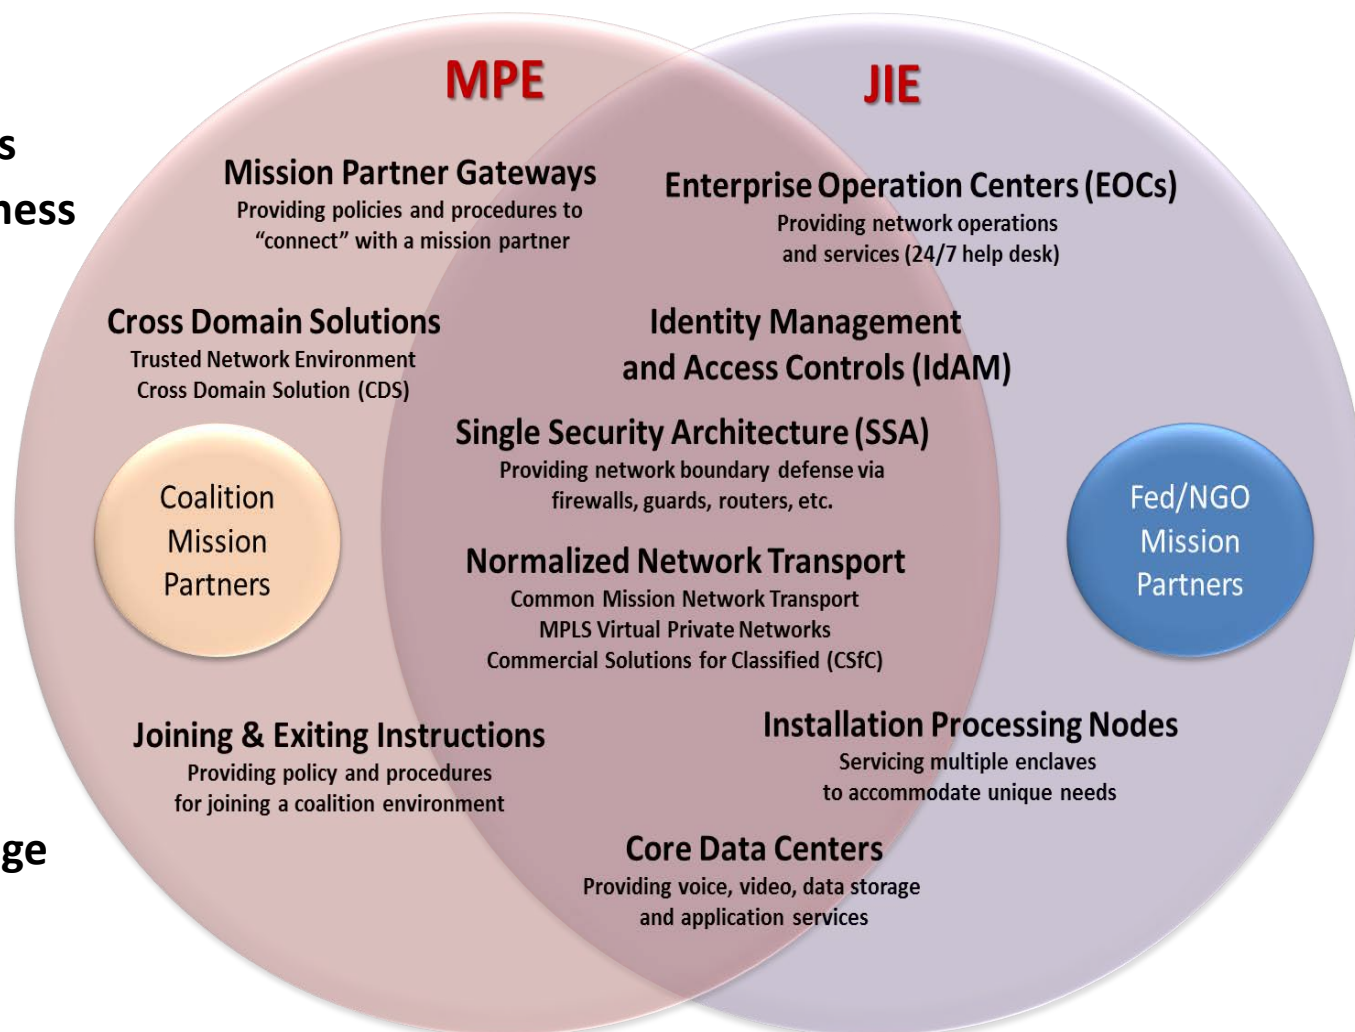 s
ness
ge
MPE
Mission Partner Gateways
Providing policies and procedures to
“connect” with a mission partner
Cross Domain Solutions
Trusted Network Environment
Cross Domain Solution (CDS)
Coalition
Mission
Partners
Joining & Exiting Instructions
Providing policy and procedures
for joining a coalition environment
JIE
Enterprise Operation Centers (EOCs)
Providing network operations
and services (24/7 help desk)
Identity Management
and Access Controls (IdAM)
Single Security Architecture (SSA)
Providing network boundary defense via
firewalls, guards, routers, etc.
Normalized Network Transport
Common Mission Network Transport
MPLS Virtual Private Networks
Commercial Solutions for Classified (CSfC)
Installation Processing Nodes
Servicing multiple enclaves
to accommodate unique needs
Core Data Centers
Providing voice, video, data storage
and application services
Fed/NGO
Mission
Partners